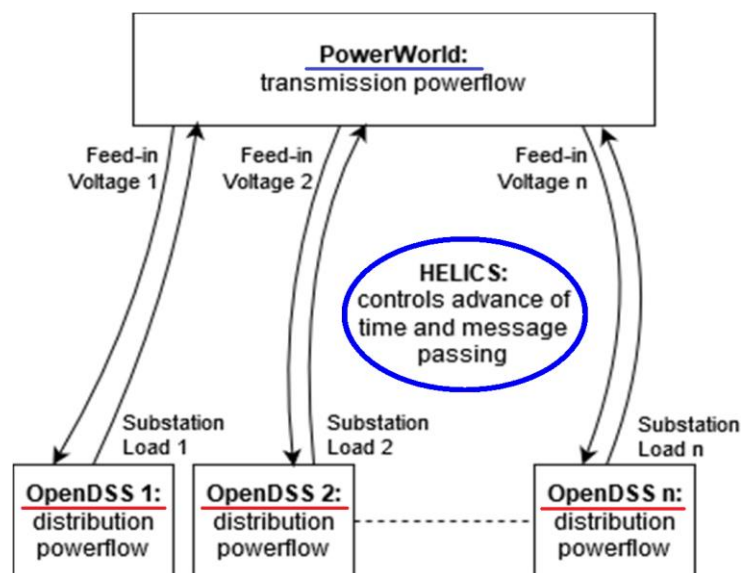 PowerWorld:
transmission powerflow
Feed-in
Voltage 1
Feed-in
Voltage 2
Feed-in
Voltage n
HELICS:
controls advance of
time and message
passing
Substation
Load 1
Substation
Load 2
Substation
Load n
OpenDSS 1:
distribution
powerflow
OpenDSS 2:
distribution
powerflow
OpenDSS n:
distribution
powerflow